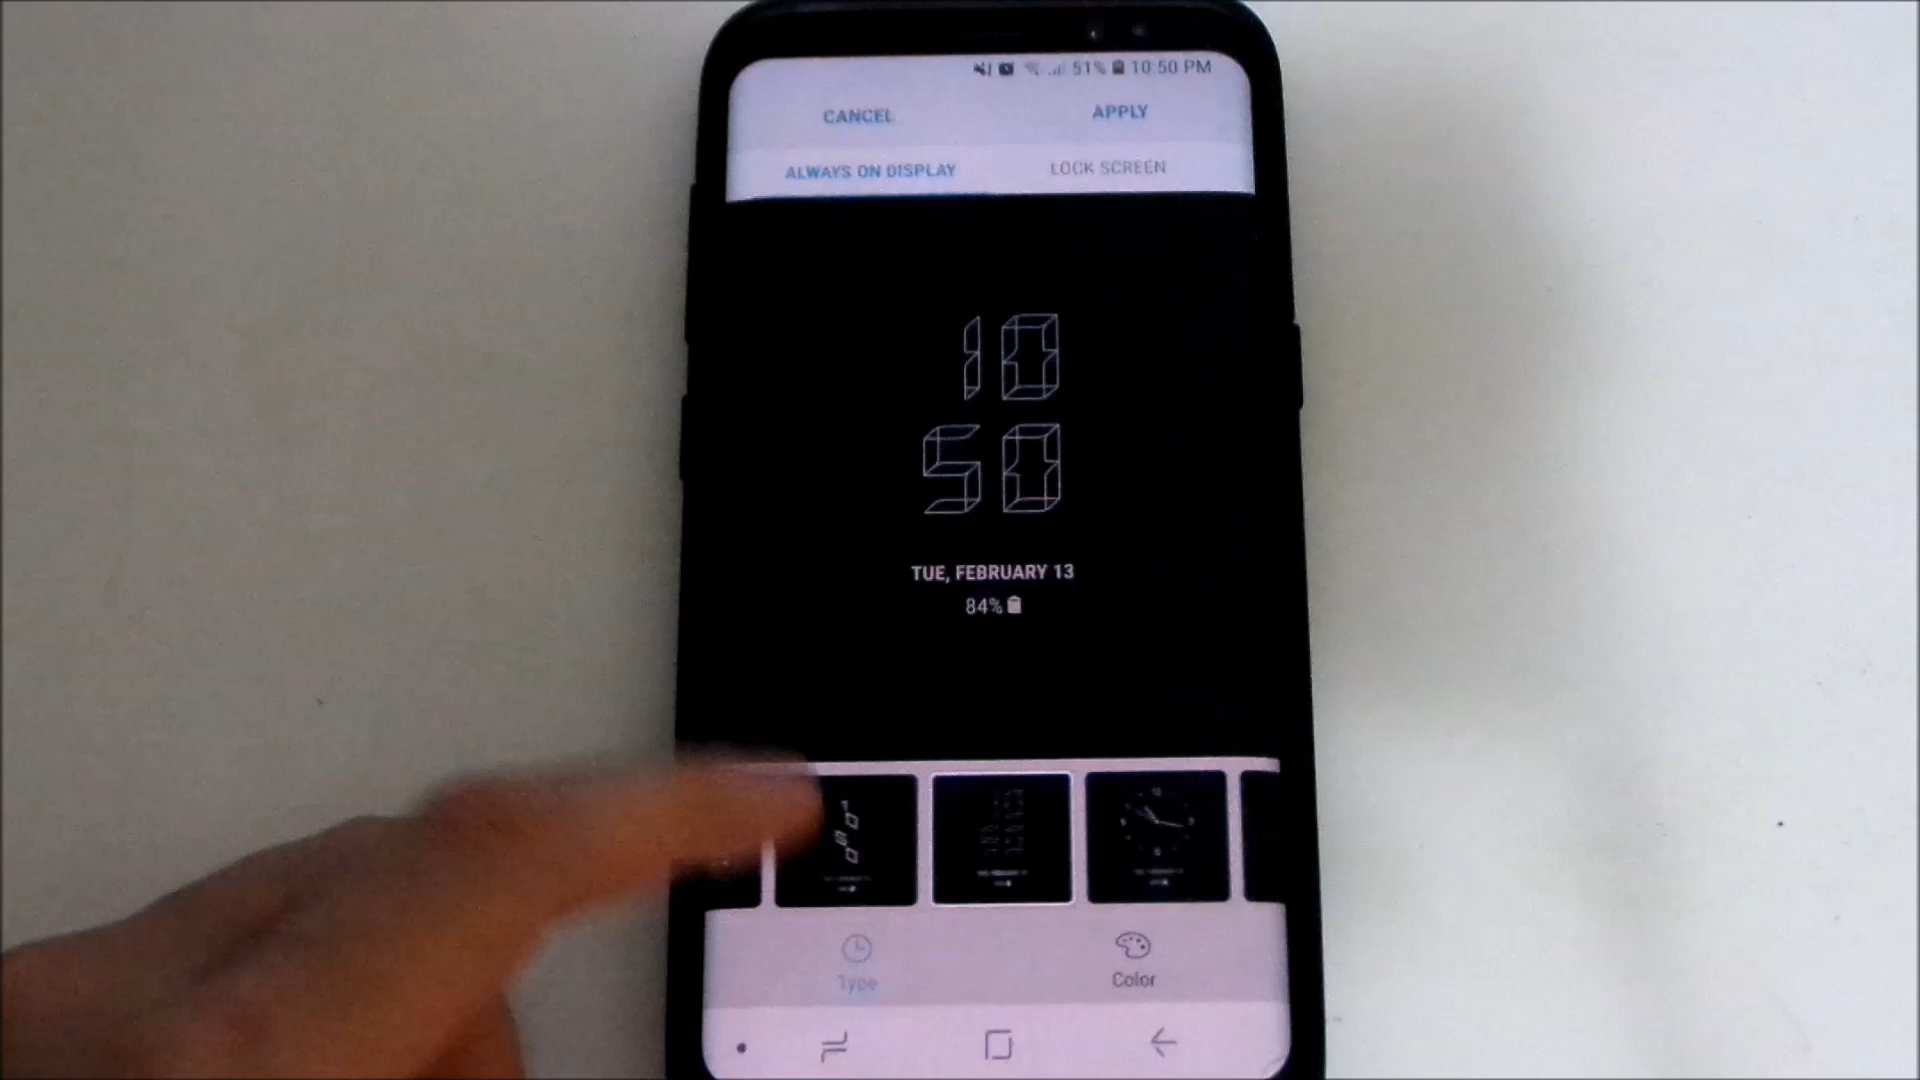 51% 10:50 PM
CANCEL APPLY
ALWAYS ON DISPLAY LOCK SCREEN
10
50
TUE, FEBRUARY 13
84%
Type Color